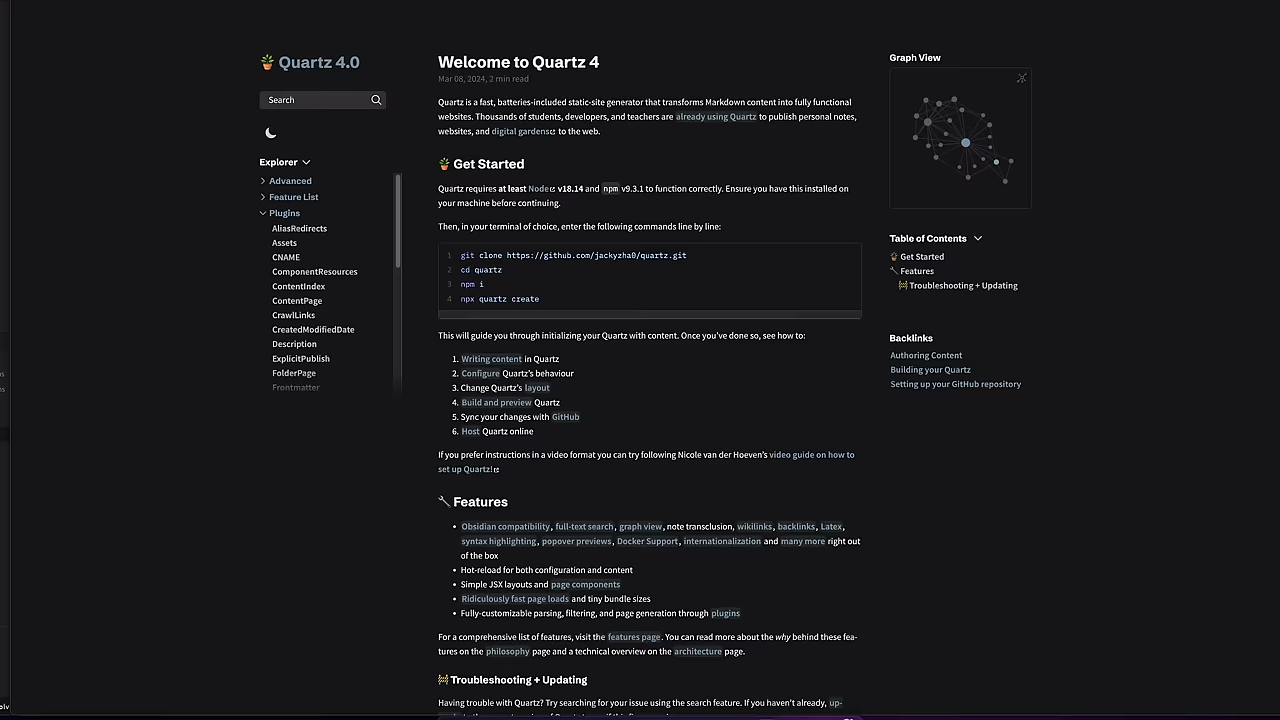 Quartz 4.0
Search
Explorer
Advanced
Feature List
Plugins
AliasRedirects
Assets
CNAME
ComponentResources
ContentIndex
ContentPage
CrawlLinks
CreatedModifiedDate
Description
ExplicitPublish
FolderPage
Frontmatter
Welcome to Quartz 4
Mar 08, 2024, 2 min read
Quartz is a fast, batteries-included static-site generator that transforms Markdown content into fully functional
websites. Thousands of students, developers, and teachers are already using Quartz to publish personal notes,
websites, and digital gardens to the web.
🪴 Get Started
Quartz requires at least Node v18.14 and npm v9.3.1 to function correctly. Ensure you have this installed on
your machine before continuing.
Then, in your terminal of choice, enter the following commands line by line:
1 git clone https://github.com/jackyzha0/quartz.git
2 cd quartz
3 npm i
4 npx quartz create
This will guide you through initializing your Quartz with content. Once you've done so, see how to:
1. Writing content in Quartz
2. Configure Quartz's behaviour
3. Change Quartz's layout
4. Build and preview Quartz
5. Sync your changes with GitHub
6. Host Quartz online
If you prefer instructions in a video format you can try following Nicole van der Hoeven's video guide on how to
set up Quartz!
🔧 Features
• Obsidian compatibility, full-text search, graph view, note transclusion, wikilinks, backlinks, Latex,
syntax highlighting, popover previews, Docker Support, internationalization and many more right out
of the box
• Hot-reload for both configuration and content
• Simple JSX layouts and page components
• Ridiculously fast page loads and tiny bundle sizes
• Fully-customizable parsing, filtering, and page generation through plugins
For a comprehensive list of features, visit the features page. You can read more about the why behind these fea-
tures on the philosophy page and a technical overview on the architecture page.
🚧 Troubleshooting + Updating
Having trouble with Quartz? Try searching for your issue using the search feature. If you haven't already, up-
Graph View
Table of Contents
🪴 Get Started
🔧 Features
🚧 Troubleshooting + Updating
Backlinks
Authoring Content
Building your Quartz
Setting up your GitHub repository